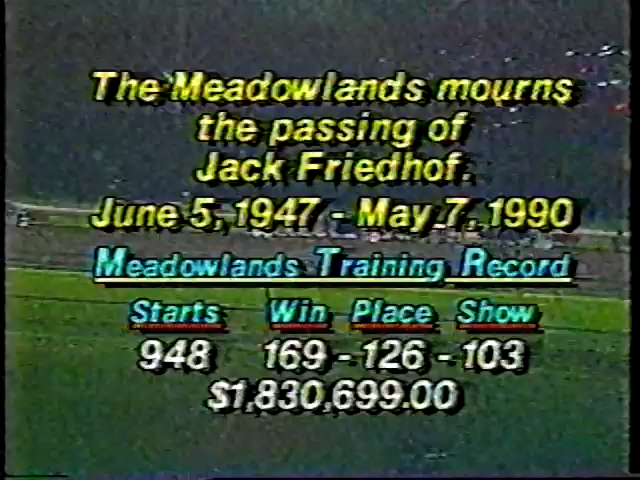 The Meadowlands mourns
the passing of
Jack Friedhof.
June 5, 1947 - May 7, 1990
Meadowlands Training Record
Starts Win Place Show
948 169 - 126 - 103
$1,830,699.00